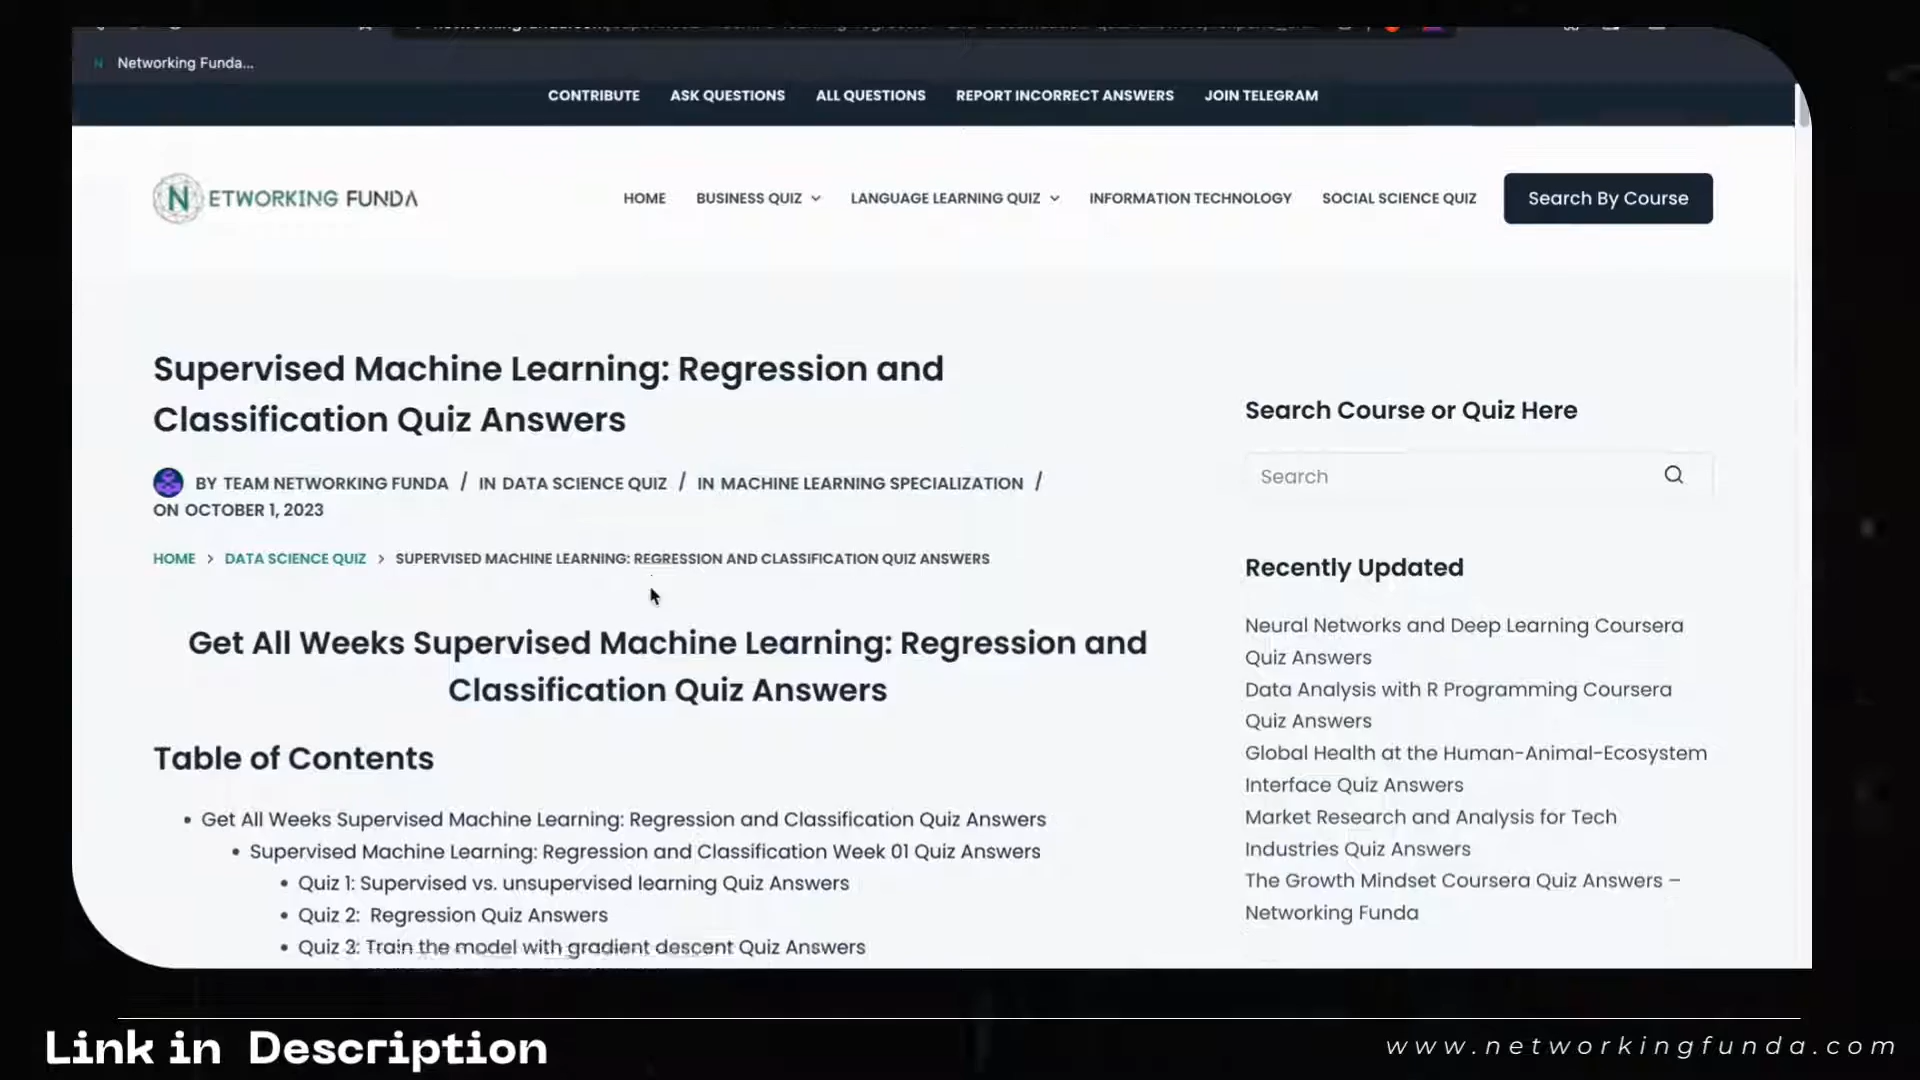 Networking Funda...
CONTRIBUTE ASK QUESTIONS ALL QUESTIONS REPORT INCORRECT ANSWERS JOIN TELEGRAM
NETWORKING FUNDA
HOME BUSINESS QUIZ LANGUAGE LEARNING QUIZ INFORMATION TECHNOLOGY SOCIAL SCIENCE QUIZ Search By Course
Supervised Machine Learning: Regression and
Classification Quiz Answers
BY TEAM NETWORKING FUNDA / IN DATA SCIENCE QUIZ / IN MACHINE LEARNING SPECIALIZATION /
ON OCTOBER 1, 2023
HOME > DATA SCIENCE QUIZ > SUPERVISED MACHINE LEARNING: REGRESSION AND CLASSIFICATION QUIZ ANSWERS
Get All Weeks Supervised Machine Learning: Regression and
Classification Quiz Answers
Table of Contents
• Get All Weeks Supervised Machine Learning: Regression and Classification Quiz Answers
• Supervised Machine Learning: Regression and Classification Week 01 Quiz Answers
• Quiz 1: Supervised vs. unsupervised learning Quiz Answers
• Quiz 2: Regression Quiz Answers
• Quiz 3: Train the model with gradient descent Quiz Answers
Search Course or Quiz Here
Search
Recently Updated
Neural Networks and Deep Learning Coursera
Quiz Answers
Data Analysis with R Programming Coursera
Quiz Answers
Global Health at the Human-Animal-Ecosystem
Interface Quiz Answers
Market Research and Analysis for Tech
Industries Quiz Answers
The Growth Mindset Coursera Quiz Answers –
Networking Funda
Link in Description
www.networkingfunda.com